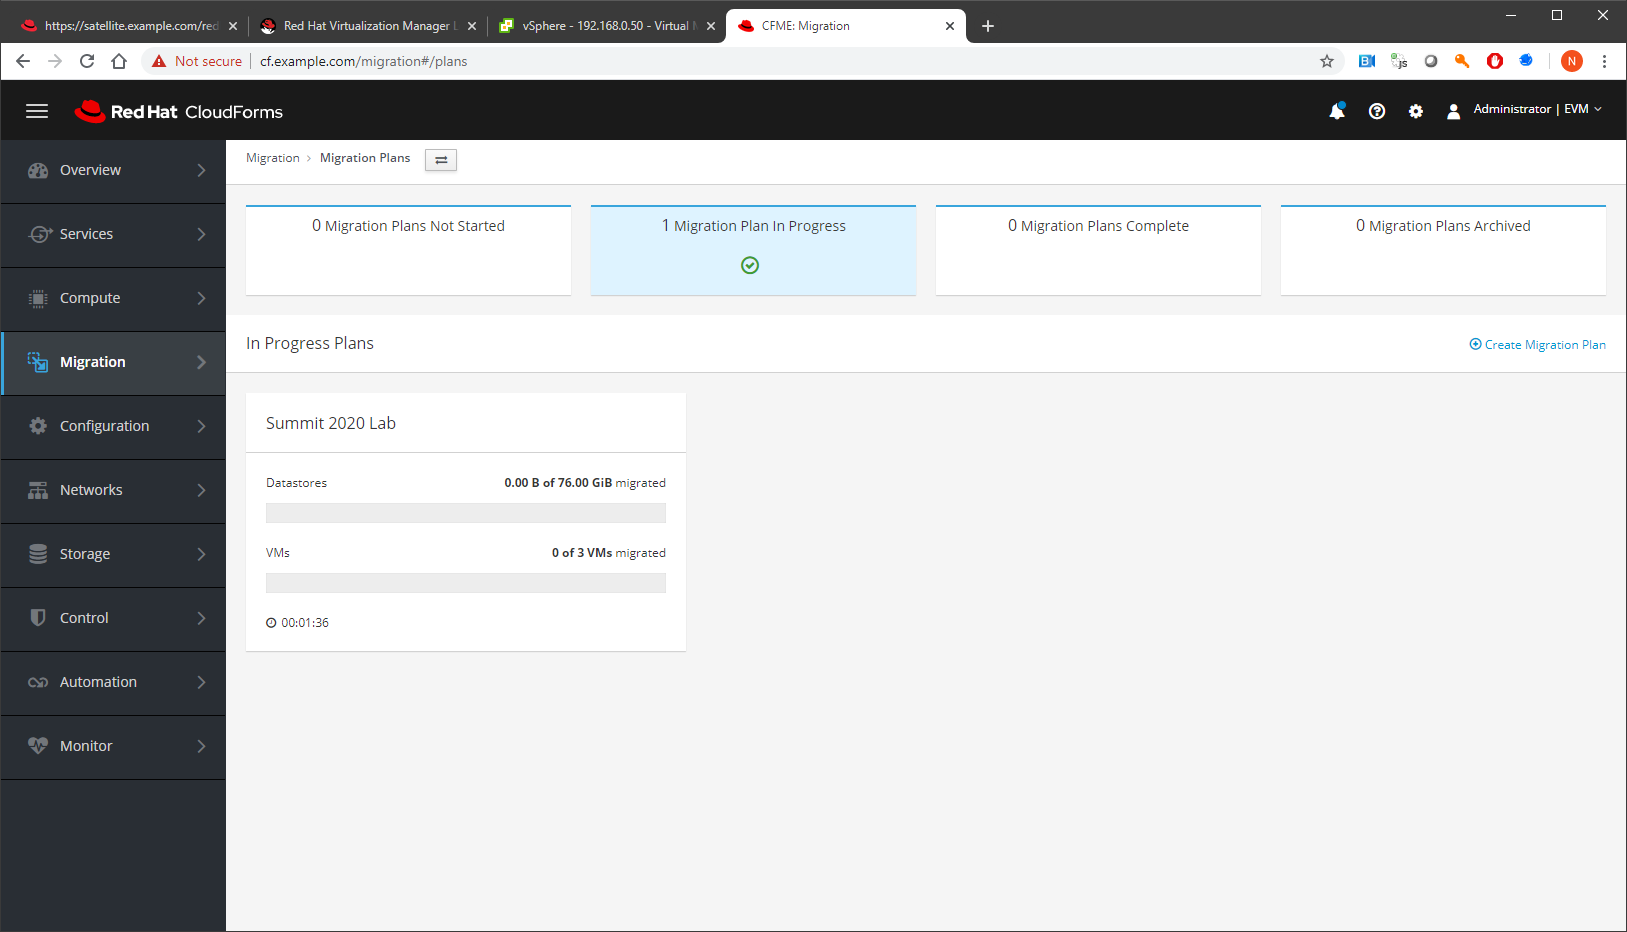 https://satellite.example.com/red
Red Hat Virtualization Manager L
vSphere - 192.168.0.50 - Virtual M
CFME: Migration
Not secure
cf.example.com/migration#/plans
js
N
Red Hat CloudForms
Administrator | EVM
Overview
Services
Compute
Migration
Configuration
Networks
Storage
Control
Automation
Monitor
Migration > Migration Plans
0 Migration Plans Not Started
1 Migration Plan In Progress
0 Migration Plans Complete
0 Migration Plans Archived
In Progress Plans
Create Migration Plan
Summit 2020 Lab
Datastores
0.00 B of 76.00 GiB migrated
VMs
0 of 3 VMs migrated
00:01:36